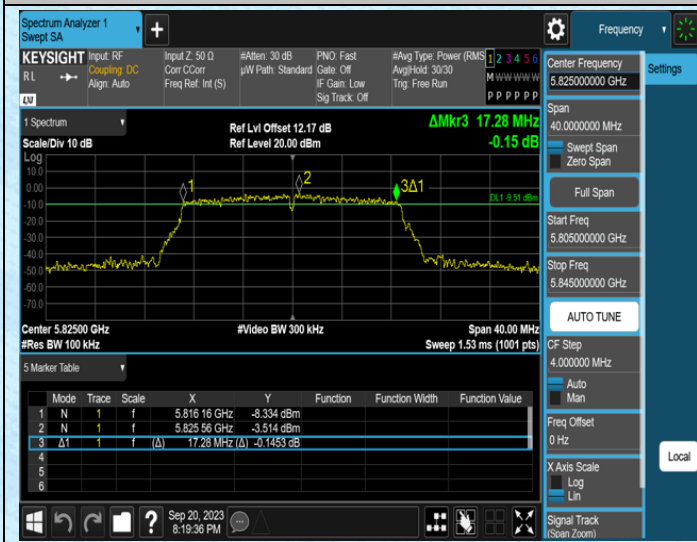 Spectrum Analyzer 1
Swept SA
+
Frequency
KEYSIGHT
RL
LXI
Input: RF
Coupling: DC
Align: Auto
Input Z: 50 Ω
Corr CCorr
Freq Ref: Int (S)
#Atten: 30 dB
µW Path: Standard
PNO: Fast
Gate: Off
IF Gain: Low
Sig Track: Off
#Avg Type: Power (RMS
Avg|Hold: 30/30
Trig: Free Run
1 2 3 4 5 6
M W W W W W
P P P P P P
1 Spectrum
Scale/Div 10 dB
Ref Lvl Offset 12.17 dB
Ref Level 20.00 dBm
ΔMkr3 17.28 MHz
-0.15 dB
Log
10.0
0.00
-10.0
-20.0
-30.0
-40.0
-50.0
-60.0
-70.0
1
2
3Δ1
DL1 -9.51 dBm
Center 5.82500 GHz
#Video BW 300 kHz
Span 40.00 MHz
#Res BW 100 kHz
Sweep 1.53 ms (1001 pts)
5 Marker Table
Mode Trace Scale X Y Function Function Width Function Value
1 N 1 f 5.816 16 GHz -8.334 dBm
2 N 1 f 5.825 56 GHz -3.514 dBm
3 Δ1 1 f (Δ) 17.28 MHz (Δ) -0.1453 dB
4
5
6
?
Sep 20, 2023
8:19:36 PM
Center Frequency
5.825000000 GHz
Span
40.0000000 MHz
Swept Span
Zero Span
Full Span
Start Freq
5.805000000 GHz
Stop Freq
5.845000000 GHz
AUTO TUNE
CF Step
4.000000 MHz
Auto
Man
Freq Offset
0 Hz
X Axis Scale
Log
Lin
Signal Track
(Span Zoom)
Settings
Local